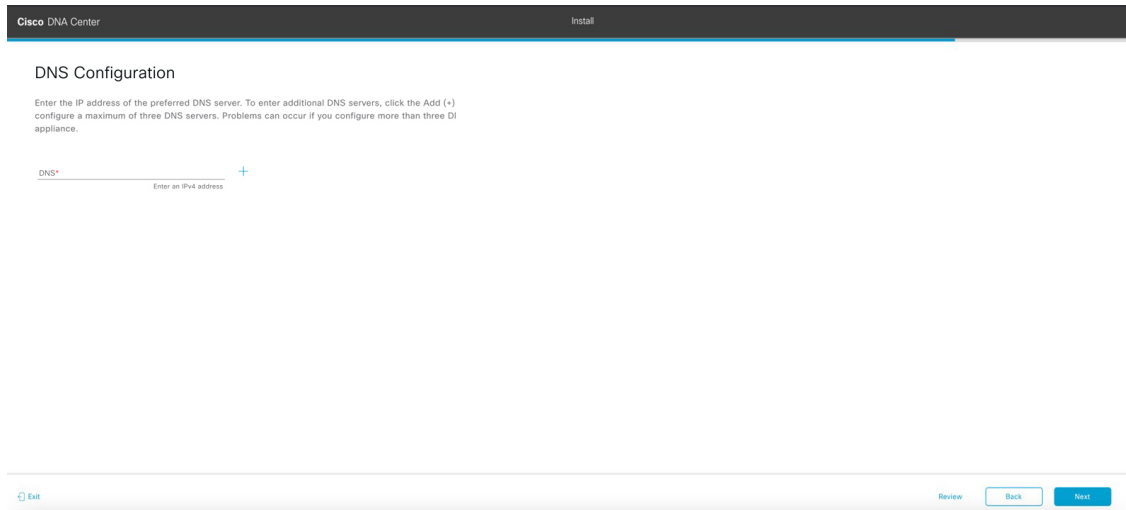 Cisco DNA Center
Install
DNS Configuration
Enter the IP address of the preferred DNS server. To enter additional DNS servers, click the Add (+)
configure a maximum of three DNS servers. Problems can occur if you configure more than three DI
appliance.
DNS*
Enter an IPv4 address
Exit
Review
Back
Next